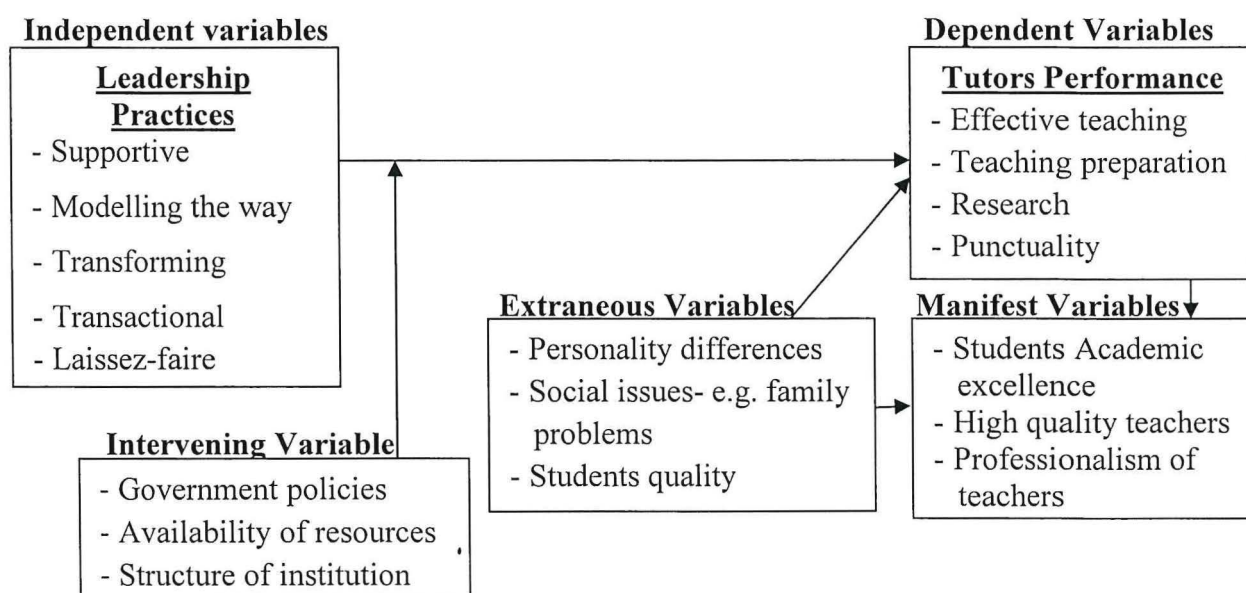 Independent variables
Leadership
Practices
- Supportive
- Modelling the way
- Transforming
- Transactional
- Laissez-faire
Dependent Variables
Tutors Performance
- Effective teaching
- Teaching preparation
- Research
- Punctuality
Extraneous Variables
- Personality differences
- Social issues- e.g. family
problems
- Students quality
Manifest Variables
- Students Academic
excellence
- High quality teachers
- Professionalism of
teachers
Intervening Variable
- Government policies
- Availability of resources
- Structure of institution